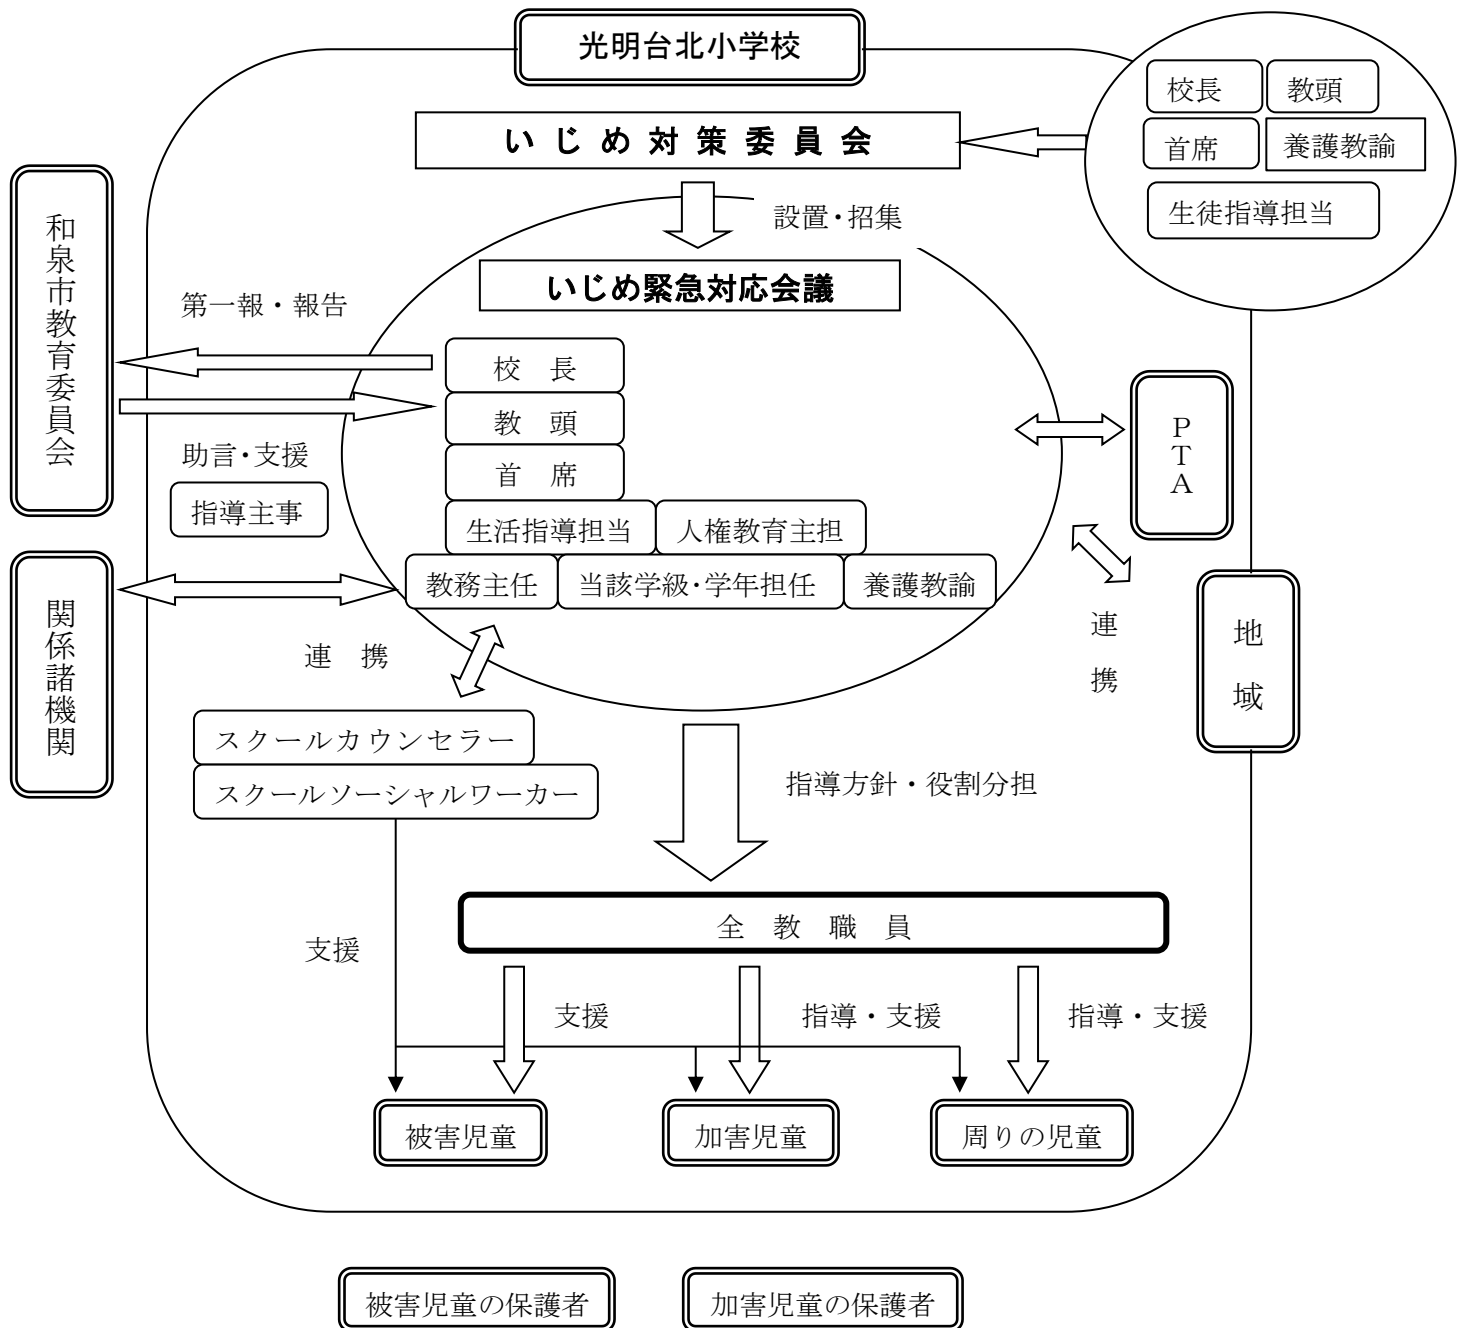 光明台北小学校
校長
教頭
いじめ対策委員会
首席
養護教諭
生徒指導担当
設置・招集
和泉市教育委員会
いじめ緊急対応会議
第一報・報告
校　長
教　頭
首　席
PTA
助言・支援
指導主事
生活指導担当
人権教育主担
教務主任
当該学級・学年担任
養護教諭
関係諸機関
連　携
連携
地域
スクールカウンセラー
スクールソーシャルワーカー
指導方針・役割分担
全　教　職　員
支援
支援
指導・支援
指導・支援
被害児童
加害児童
周りの児童
被害児童の保護者
加害児童の保護者